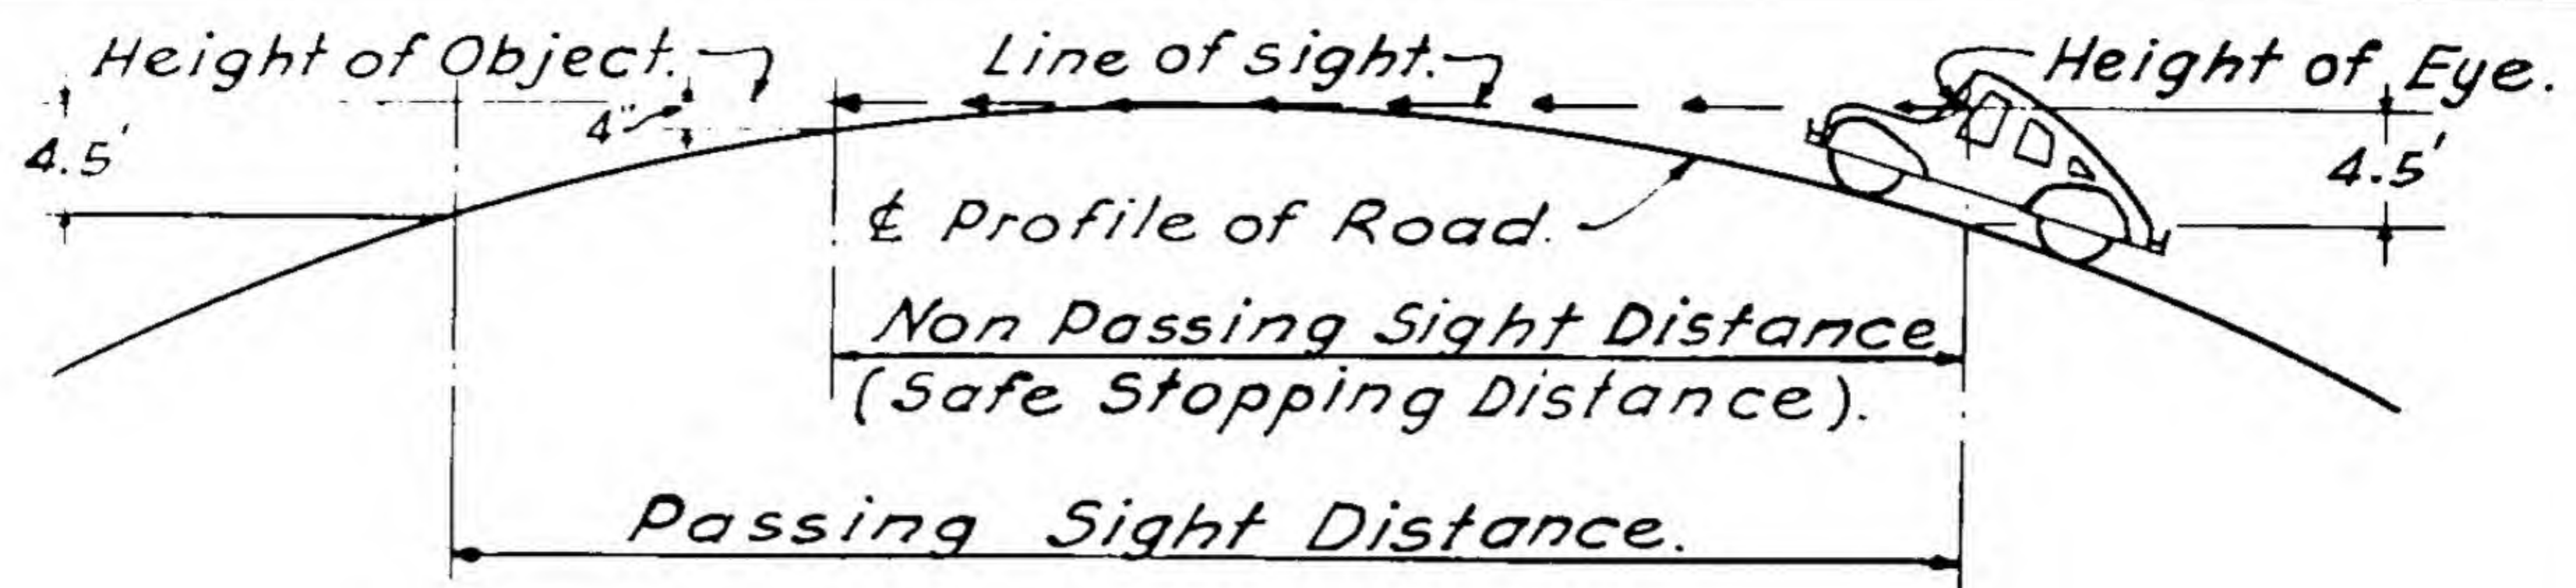 Height of Object.
Line of sight.
Height of Eye.
4"
4.5'
4.5'
℄ Profile of Road.
Non Passing Sight Distance
(Safe Stopping Distance).
Passing Sight Distance.